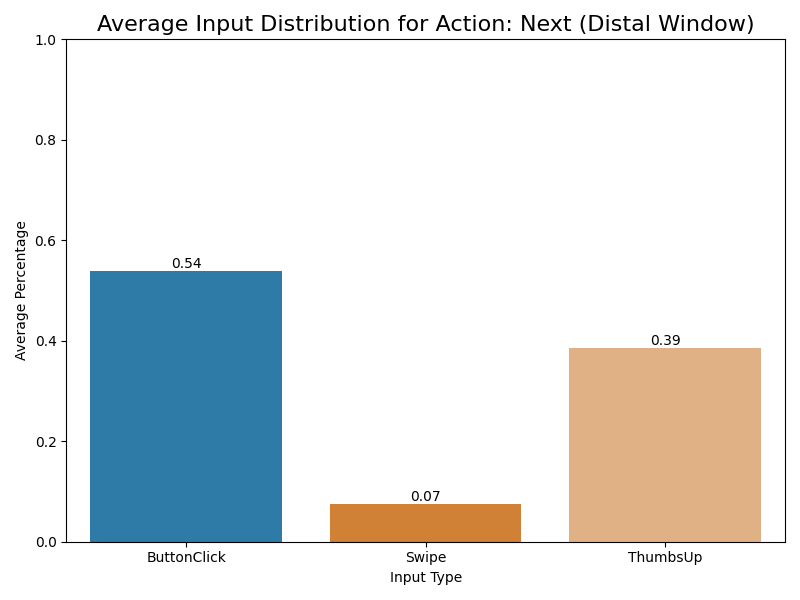 Average Input Distribution for Action: Next (Distal Window)
1.0
0.8
0.6
0.4
0.2
0.0
Average Percentage
0.54
0.07
0.39
ButtonClick
Swipe
ThumbsUp
Input Type